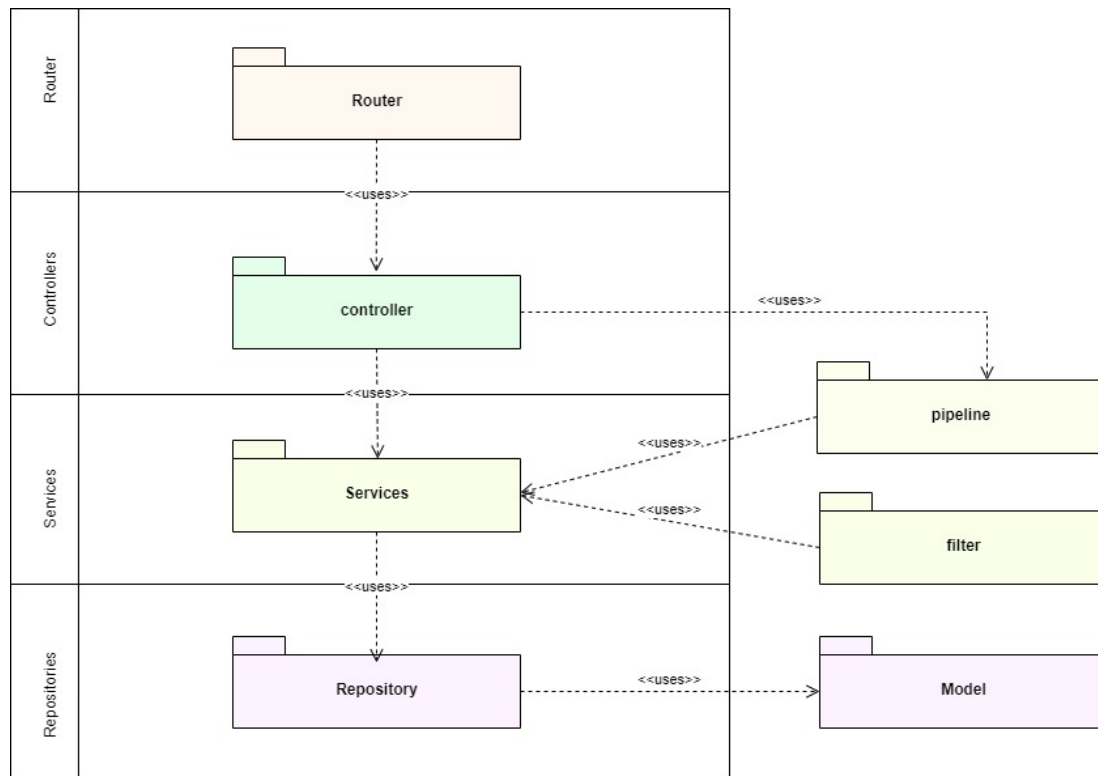 Router
Router
<<uses>>
Controllers
controller
<<uses>>
<<uses>>
pipeline
<<uses>>
Services
Services
<<uses>>
filter
<<uses>>
Repositories
Repository
<<uses>>
Model